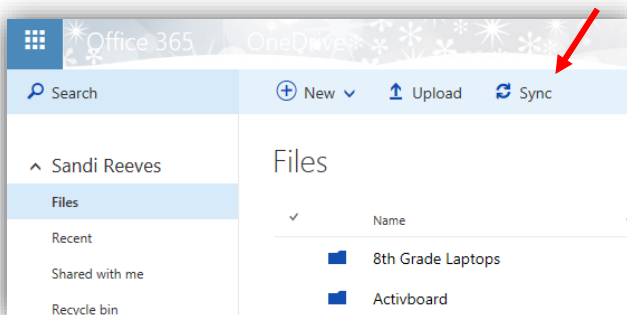 Office 365 / OneDrive
Search New Upload Sync
Sandi Reeves
Files
Recent
Shared with me
Recycle bin
Files
Name
8th Grade Laptops
Activboard